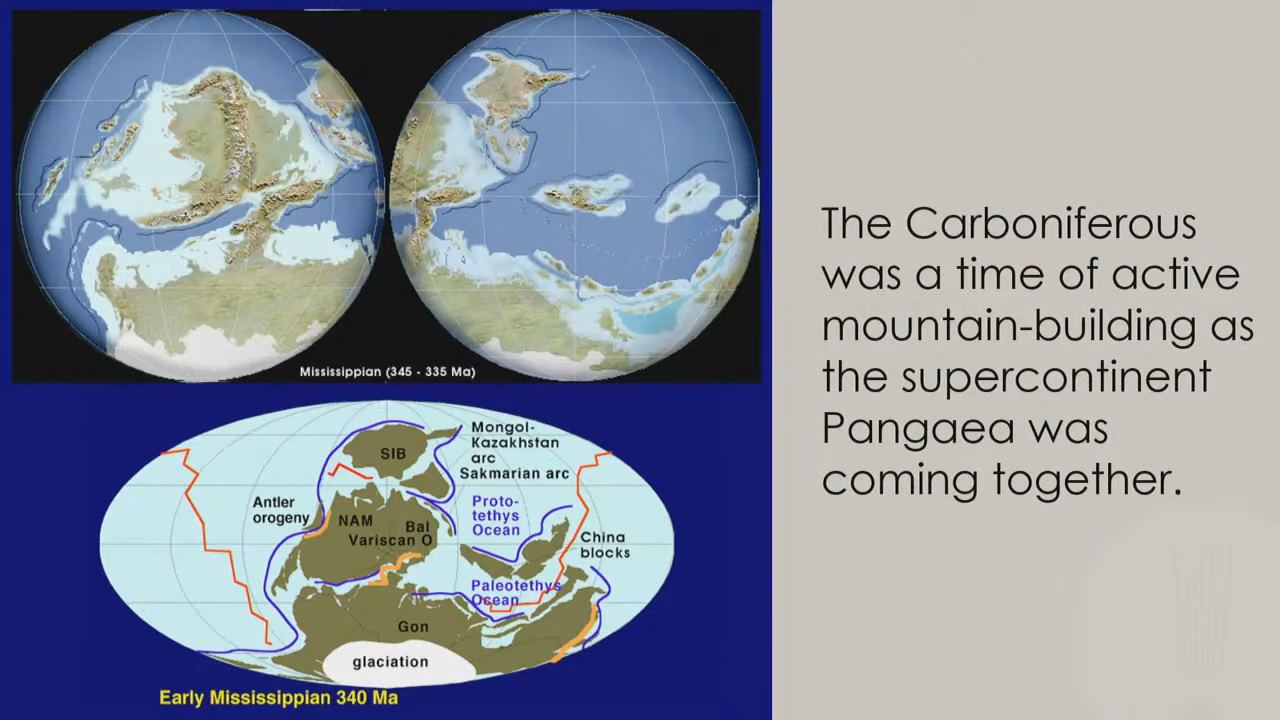 Mississippian (345 - 335 Ma)
Mongol-
Kazakhstan
arc
SIB
Sakmarian arc
Antler
orogeny
Proto-
tethys
Ocean
NAM
Bal
Variscan O
China
blocks
Paleotethys
Ocean
Gon
glaciation
Early Mississippian 340 Ma
The Carboniferous
was a time of active
mountain-building as
the supercontinent
Pangaea was
coming together.